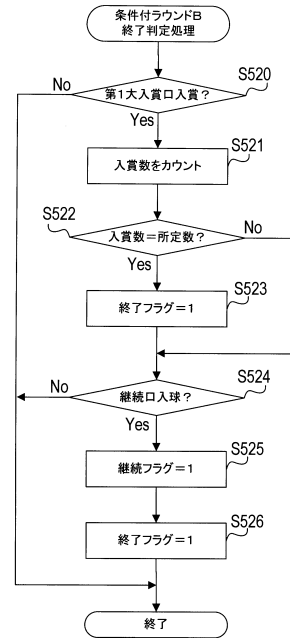 条件付ラウンドB
終了判定処理
S520
No
第1大入賞口入賞？
Yes
S521
入賞数をカウント
S522
入賞数＝所定数？
No
Yes
S523
終了フラグ＝1
S524
No
継続口入球？
Yes
S525
継続フラグ＝1
S526
終了フラグ＝1
終了